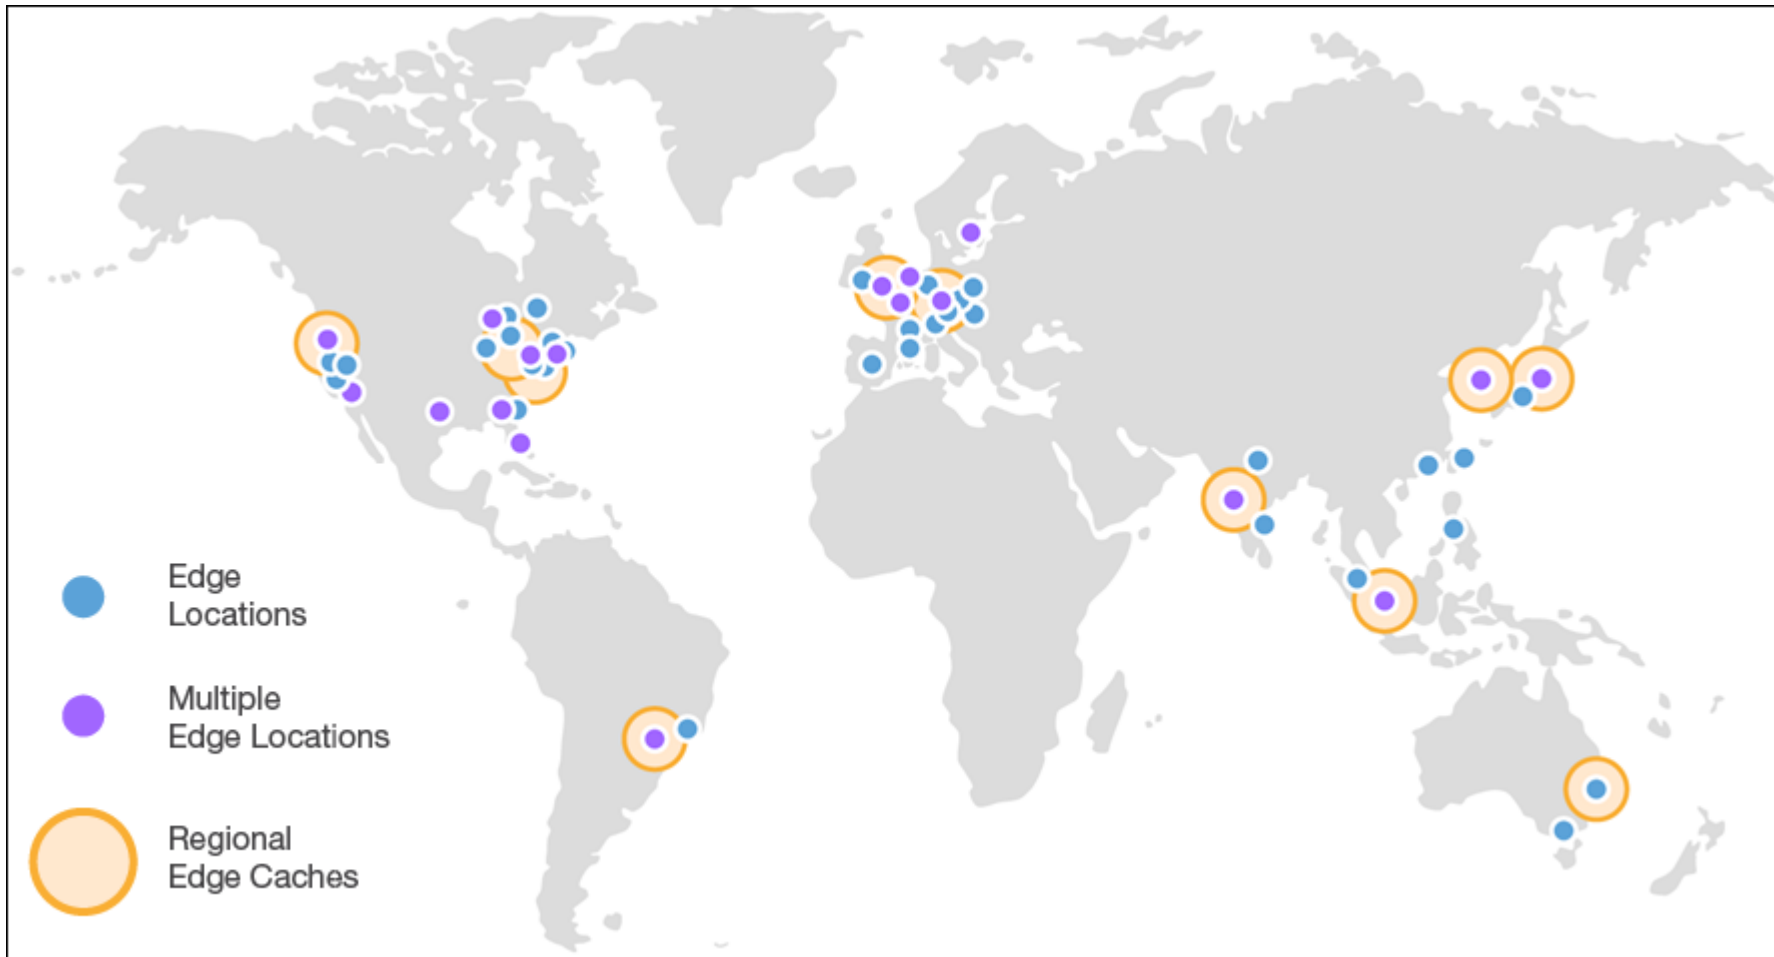 Edge
Locations
Multiple
Edge Locations
Regional
Edge Caches